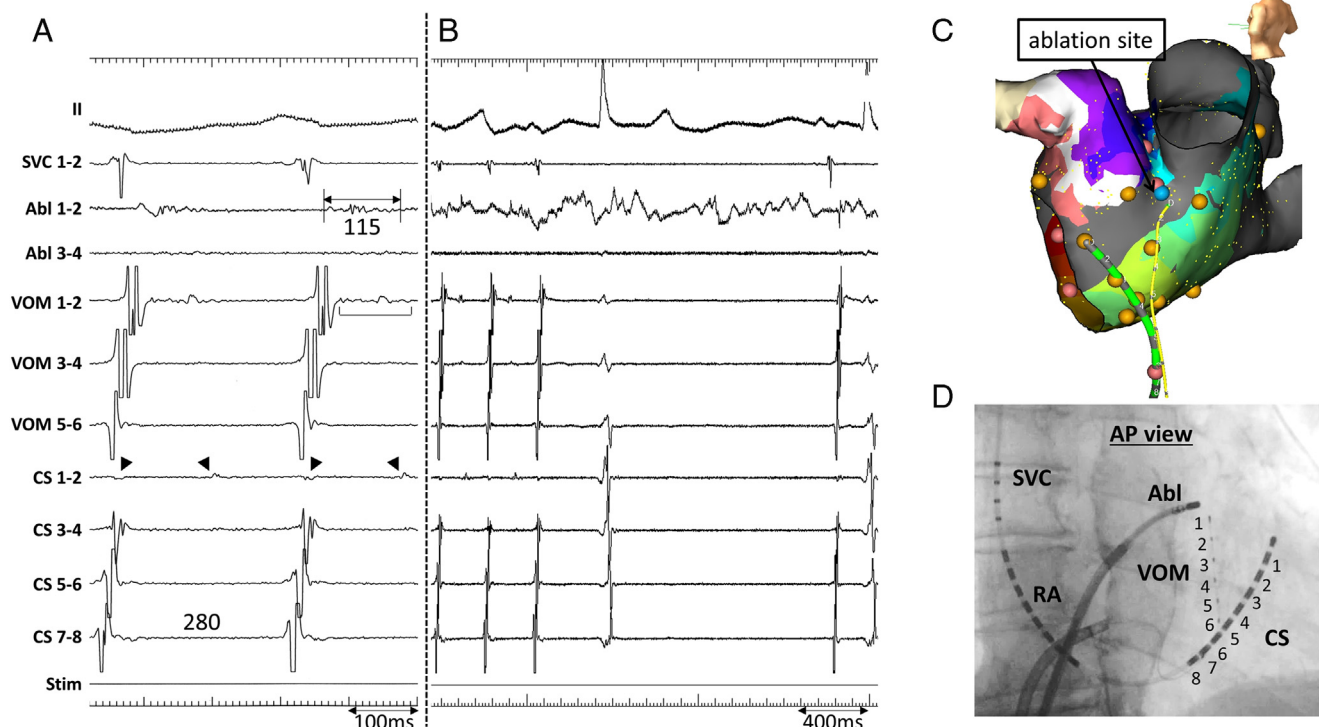 A
B
C
D
II
SVC 1-2
Abl 1-2
115
Abl 3-4
VOM 1-2
VOM 3-4
VOM 5-6
CS 1-2
CS 3-4
CS 5-6
CS 7-8
280
Stim
100ms
400ms
ablation site
AP view
SVC
Abl
RA
VOM
1
2
3
4
5
6
1
2
3
4
5
6
7
8
CS